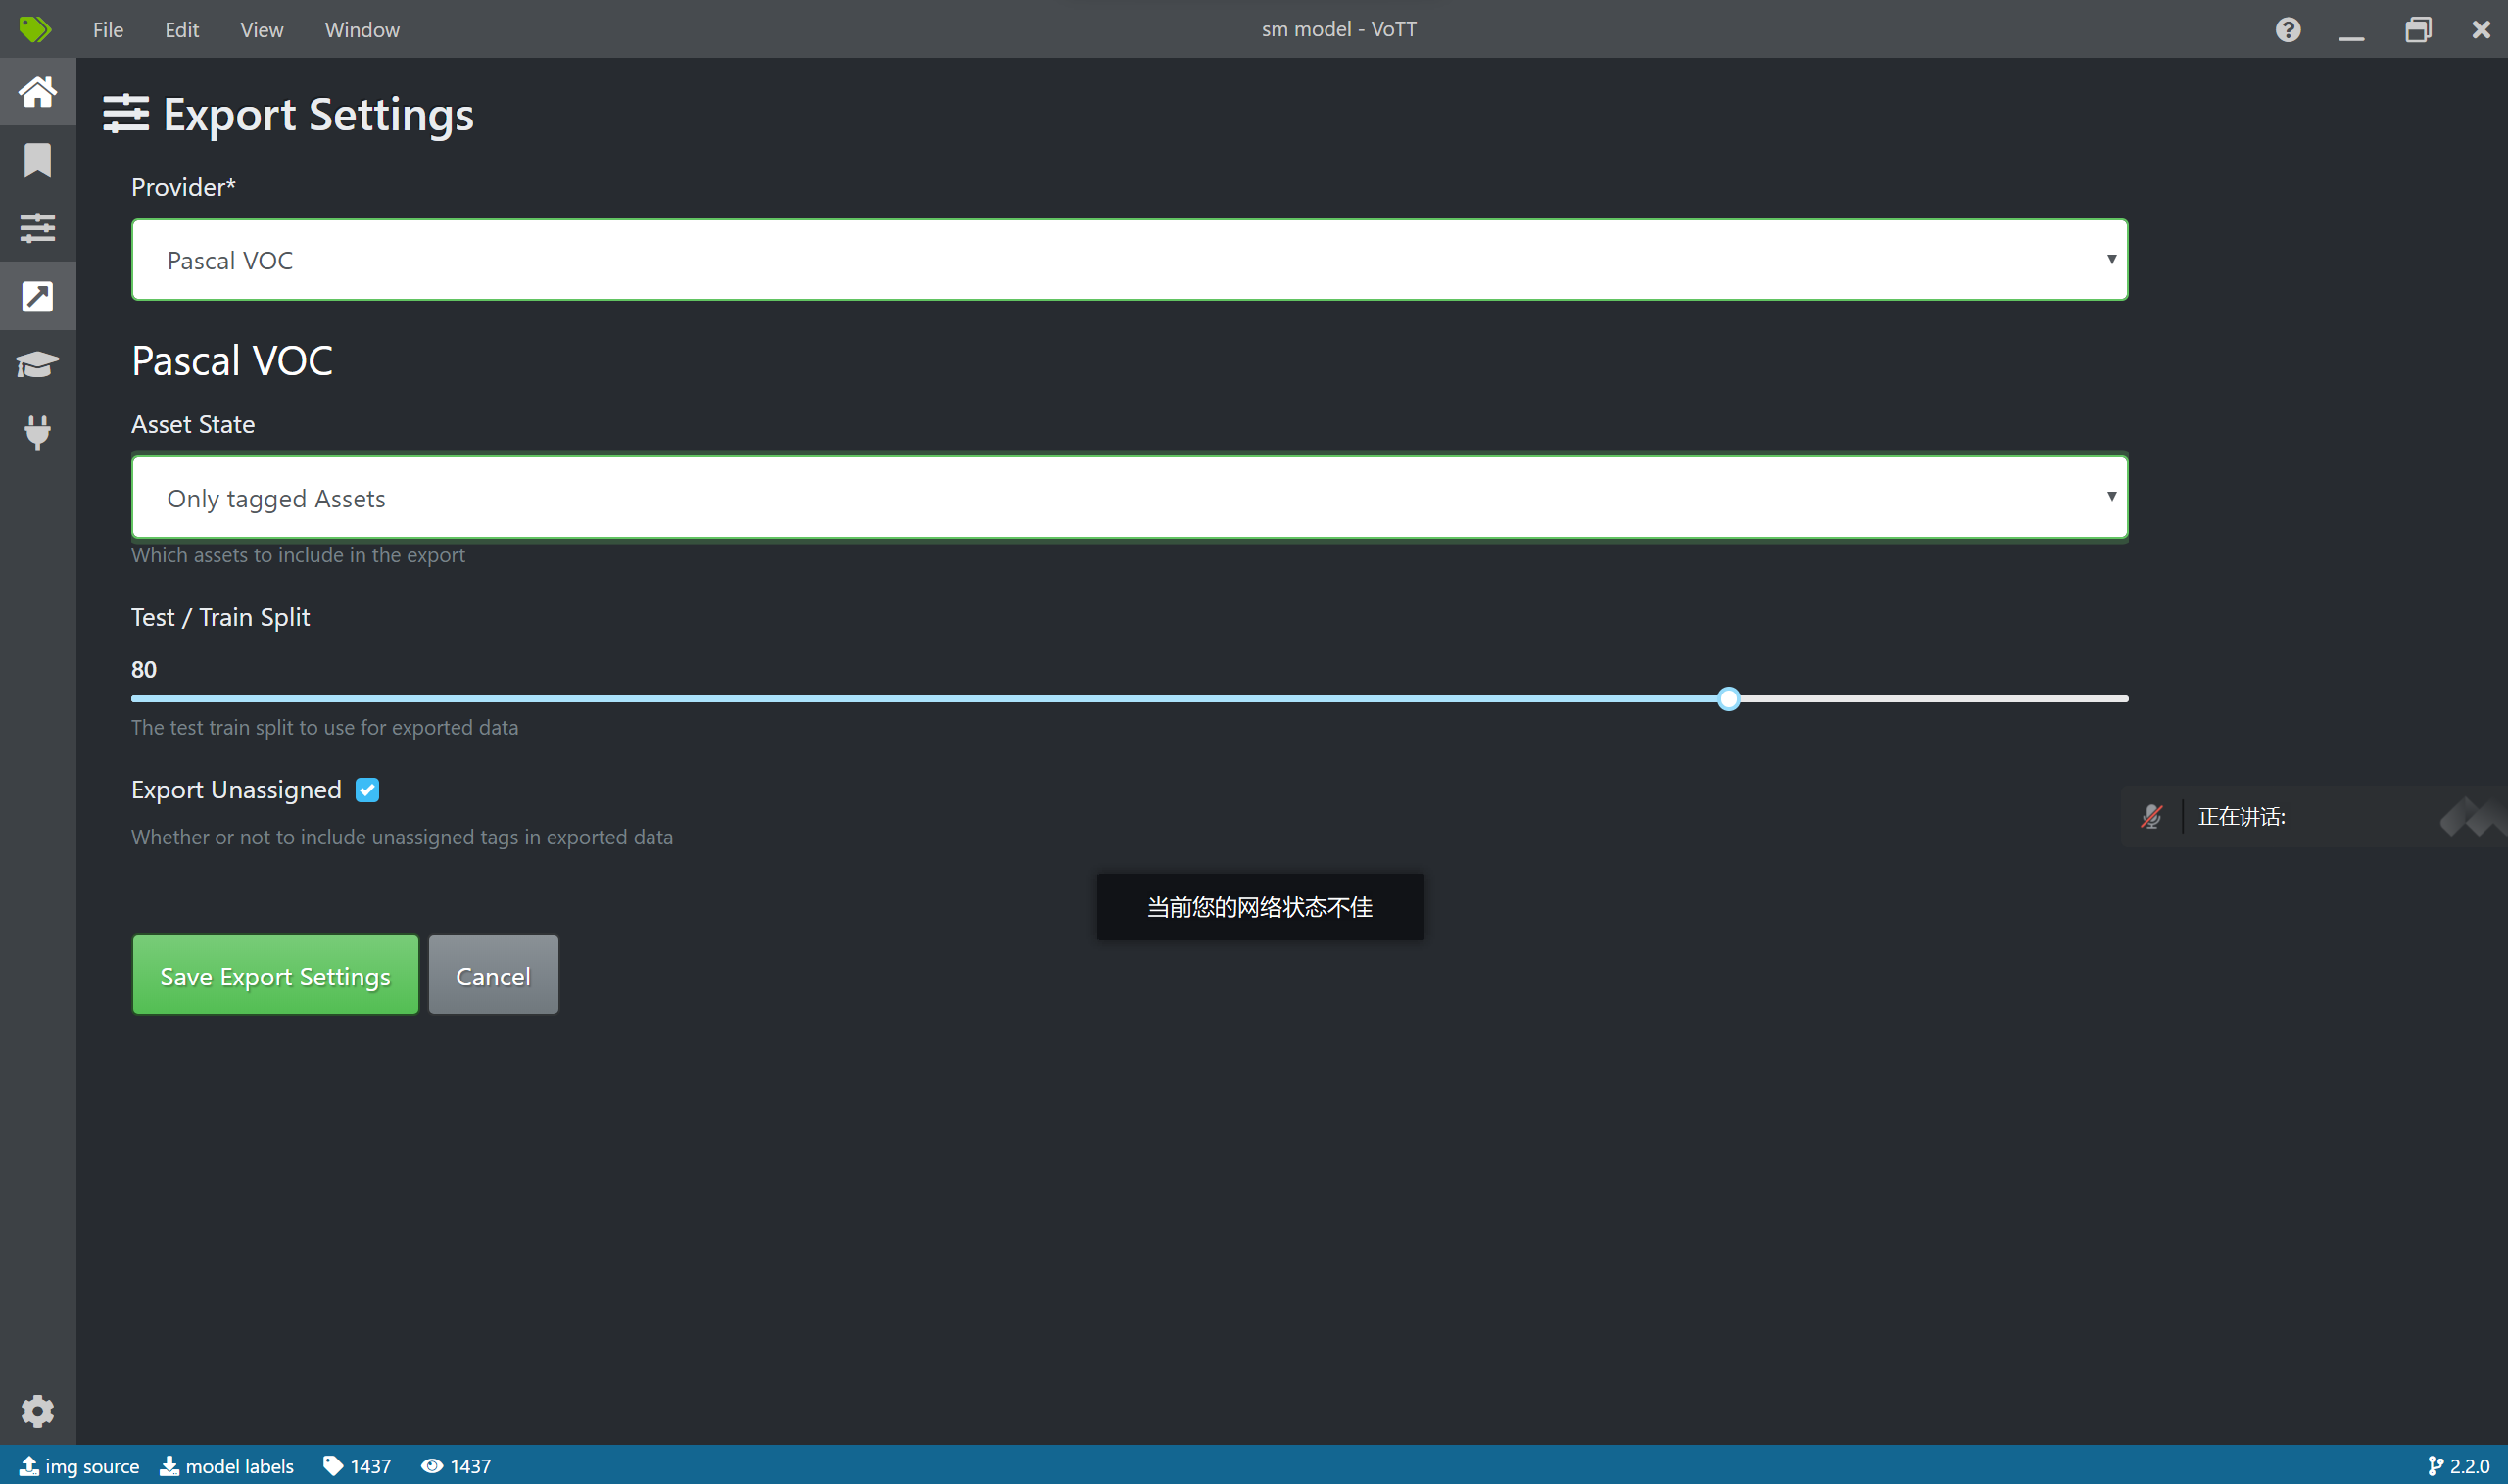 File Edit View Window sm model - VoTT
Export Settings
Provider*
Pascal VOC
Pascal VOC
Asset State
Only tagged Assets
Which assets to include in the export
Test / Train Split
80
The test train split to use for exported data
Export Unassigned
Whether or not to include unassigned tags in exported data
正在讲话:
当前您的网络状态不佳
Save Export Settings Cancel
img source model labels 1437 1437 2.2.0